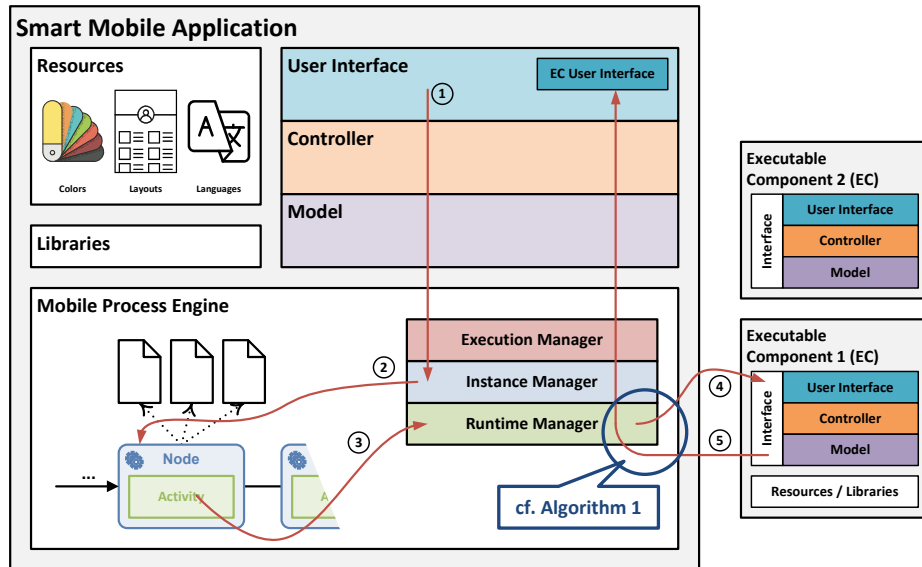 Smart Mobile Application
Resources
Colors
Layouts
Languages
Libraries
User Interface
EC User Interface
1
Controller
Model
Mobile Process Engine
Execution Manager
Instance Manager
Runtime Manager
2
3
...
Node
Activity
A
cf. Algorithm 1
4
5
Executable
Component 2 (EC)
Interface
User Interface
Controller
Model
Executable
Component 1 (EC)
Interface
User Interface
Controller
Model
Resources / Libraries